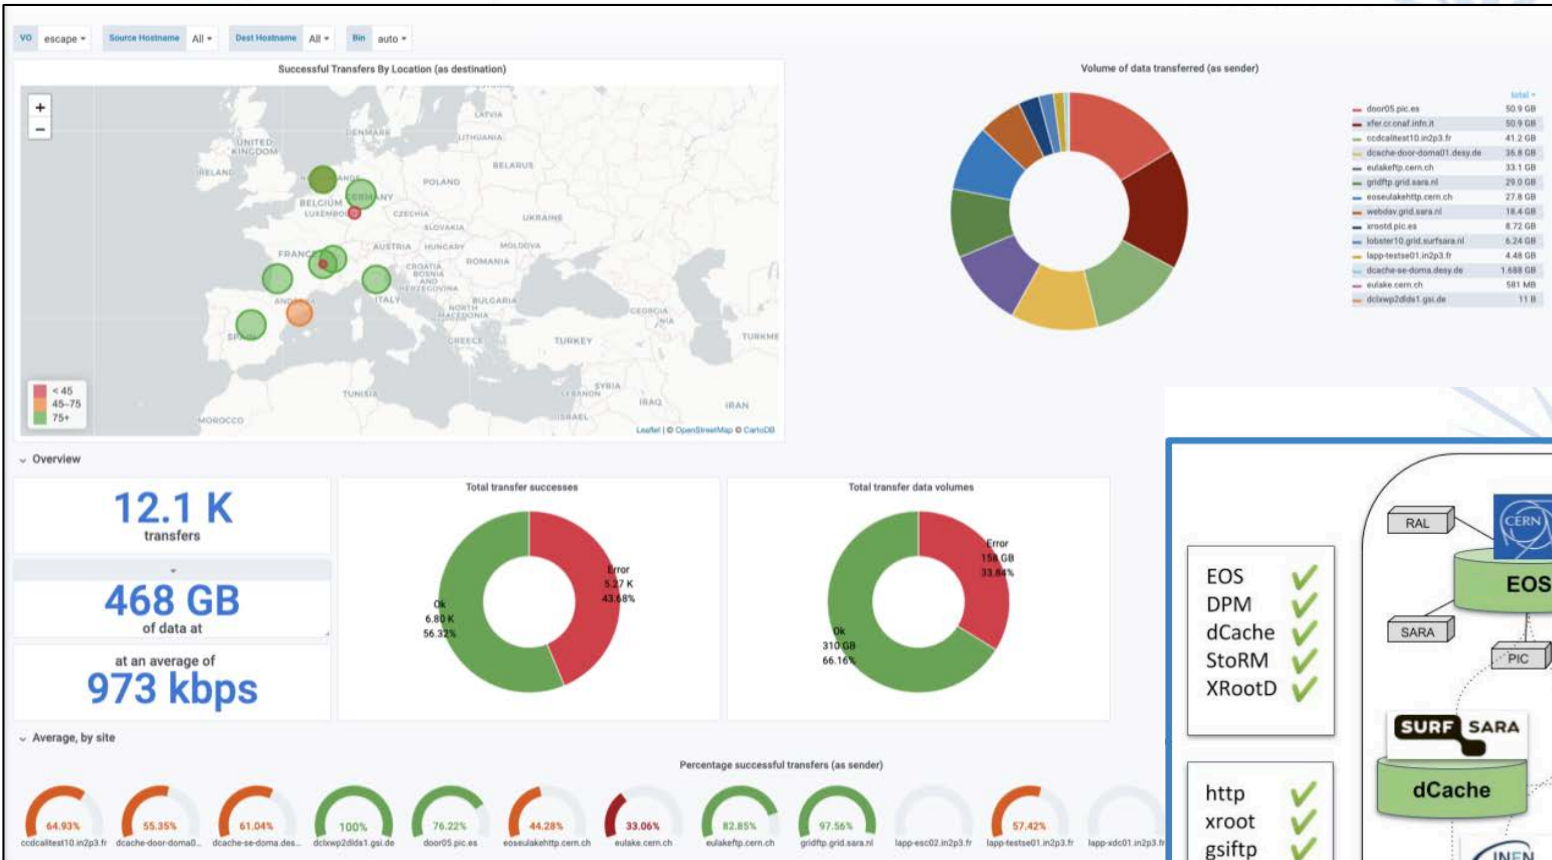 VO escape Source Hostname All Dest Hostname All Bin auto
Successful Transfers By Location (as destination)
+
−
LATVIA
DENMARK
LITHUANIA
UNITED
KINGDOM
BELARUS
IRELAND
POLAND
BELGIUM GERMANY
CZECHIA
UKRAINE
SLOVAKIA
AUSTRIA HUNGARY MOLDOVA
FRANCE
ROMANIA
CROATIA
BOSNIA
AND
HERZEGOVINA
ITALY
BULGARIA
NORTH
MACEDONIA
GEORGIA
GREECE
TURKEY
TURKME
TUNISIA
SYRIA
LEBANON
IRAQ
IRAN
ISRAEL
MOROCCO
< 45
45–75
75+
Leaflet | © OpenStreetMap © CartoDB
Volume of data transferred (as sender)
total
door05.pic.es 50.9 GB
xfer.cr.cnaf.infn.it 50.9 GB
ccdcalitest10.in2p3.fr 41.2 GB
dcache-door-doma01.desy.de 36.8 GB
eulakeftp.cern.ch 33.1 GB
gridftp.grid.sara.nl 29.0 GB
eoseulakehttp.cern.ch 27.8 GB
webdav.grid.sara.nl 18.4 GB
xrootd.pic.es 8.72 GB
lobster10.grid.surfsara.nl 6.24 GB
lapp-testse01.in2p3.fr 4.48 GB
dcache-se-doma.desy.de 1.688 GB
eulake.cern.ch 581 MB
dclxwp2dlds1.gsi.de 11 B
Overview
12.1 K
transfers
468 GB
of data at
at an average of
973 kbps
Total transfer successes
Error
5.27 K
43.68%
Ok
6.80 K
56.32%
Total transfer data volumes
Error
158 GB
33.84%
Ok
310 GB
66.16%
Average, by site
Percentage successful transfers (as sender)
64.93% 55.35% 61.04% 100% 76.22% 44.28% 33.06% 82.85% 97.56% 57.42%
ccdcalitest10.in2p3.fr dcache-door-doma0... dcache-se-doma.des... dclxwp2dlds1.gsi.de door05.pic.es eoseulakehttp.cern.ch eulake.cern.ch eulakeftp.cern.ch gridftp.grid.sara.nl lapp-esc02.in2p3.fr lapp-testse01.in2p3.fr lapp-xdc01.in2p3.f
EOS
DPM
dCache
StoRM
XRootD
http
xroot
gsiftp
RAL
CERN
EOS
SARA
PIC
SURF SARA
dCache
INFN